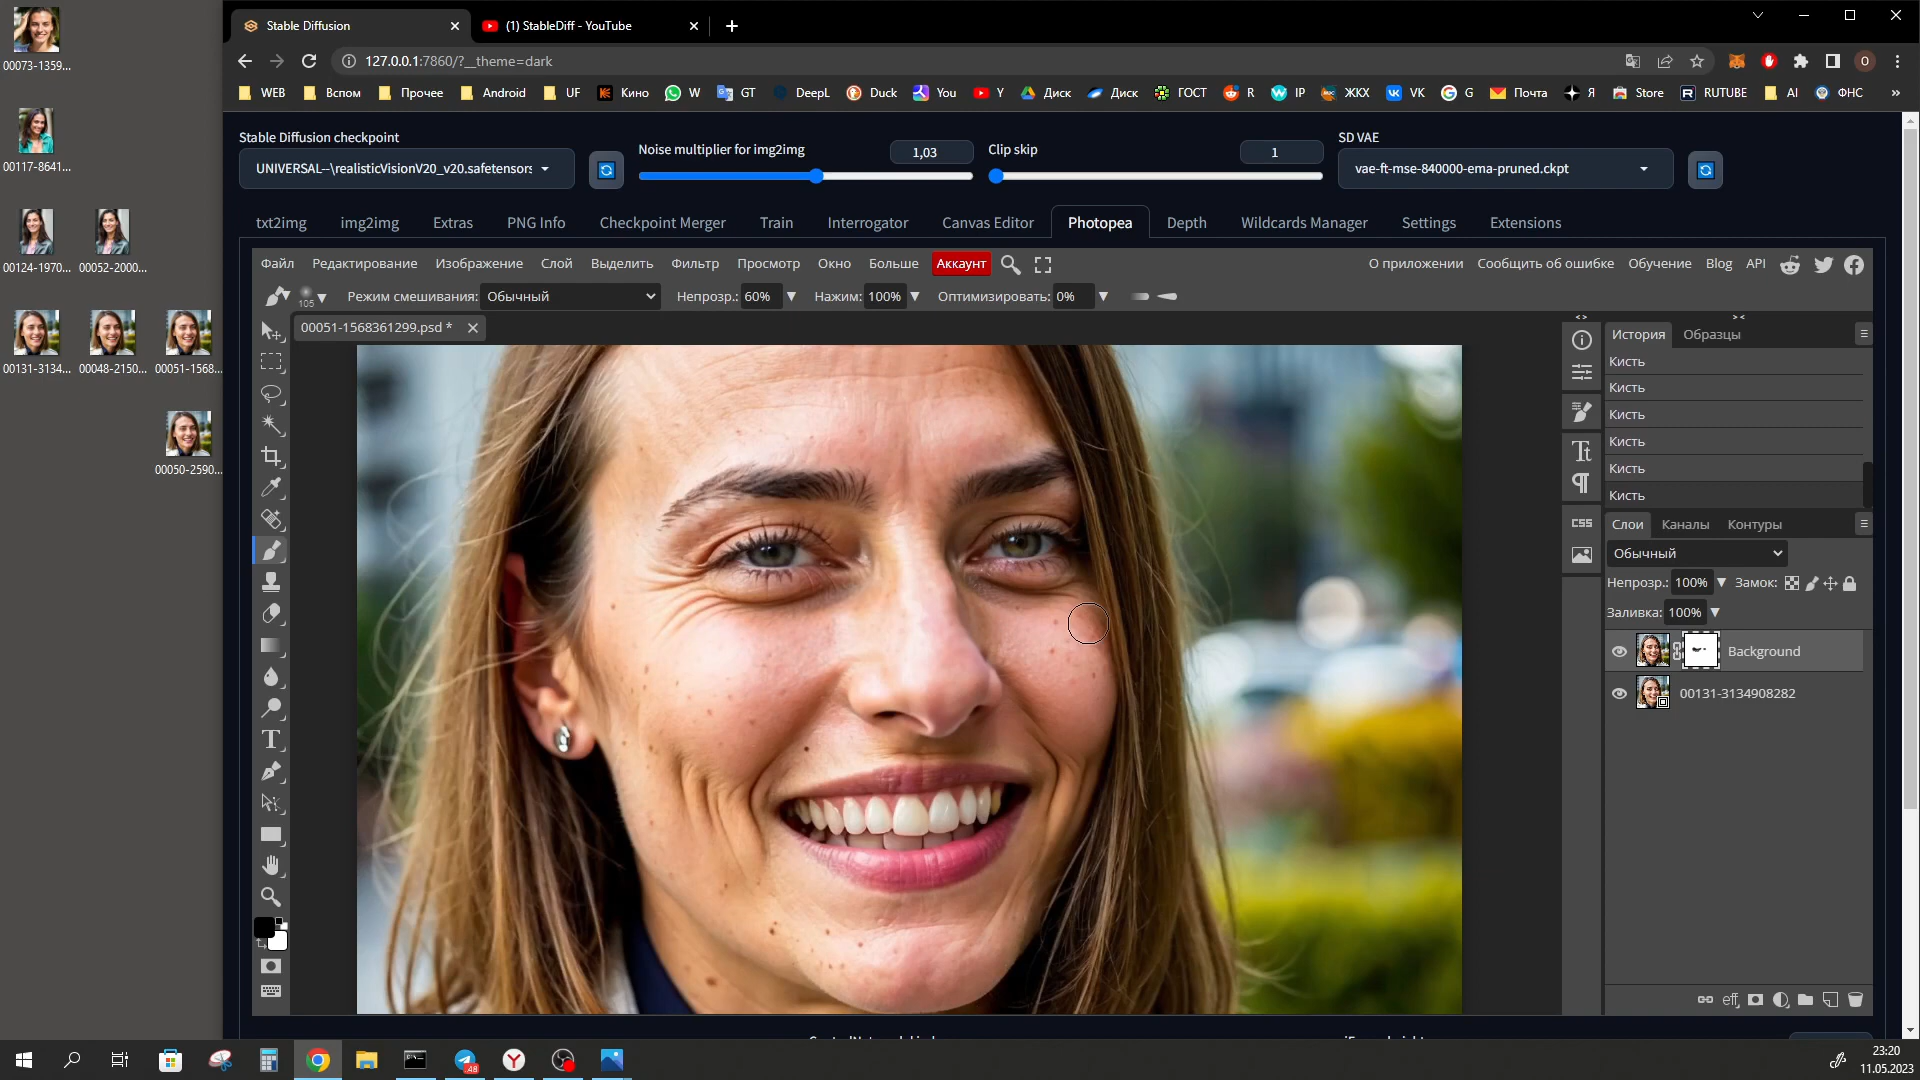 00073-1359...
00117-8641...
00124-1970...
00052-2000...
00131-3134...
00048-2150...
00051-1568...
00050-2590...
Stable Diffusion
(1) StableDiff - YouTube
127.0.0.1:7860/?__theme=dark
O
WEB
Вспом
Прочее
Android
UF
Кино
W
GT
DeepL
Duck
You
Y
Диск
Диск
ГОСТ
R
IP
ЖКХ
VK
G
Почта
Я
Store
RUTUBE
AI
ФНС
»
Stable Diffusion checkpoint
UNIVERSAL--\realisticVisionV20_v20.safetensors
Noise multiplier for img2img
1,03
Clip skip
1
SD VAE
vae-ft-mse-840000-ema-pruned.ckpt
txt2img
img2img
Extras
PNG Info
Checkpoint Merger
Train
Interrogator
Canvas Editor
Photopea
Depth
Wildcards Manager
Settings
Extensions
Файл
Редактирование
Изображение
Слой
Выделить
Фильтр
Просмотр
Окно
Больше
Аккаунт
О приложении
Сообщить об ошибке
Обучение
Blog
API
105
Режим смешивания:
Обычный
Непрозр.: 60%
Нажим: 100%
Оптимизировать: 0%
00051-1568361299.psd *
История
Образцы
Кисть
Кисть
Кисть
Кисть
Кисть
Кисть
CSS
Слои
Каналы
Контуры
Обычный
Непрозр.: 100%
Замок:
Заливка: 100%
Background
00131-3134908282
eff
48
23:20
11.05.2023